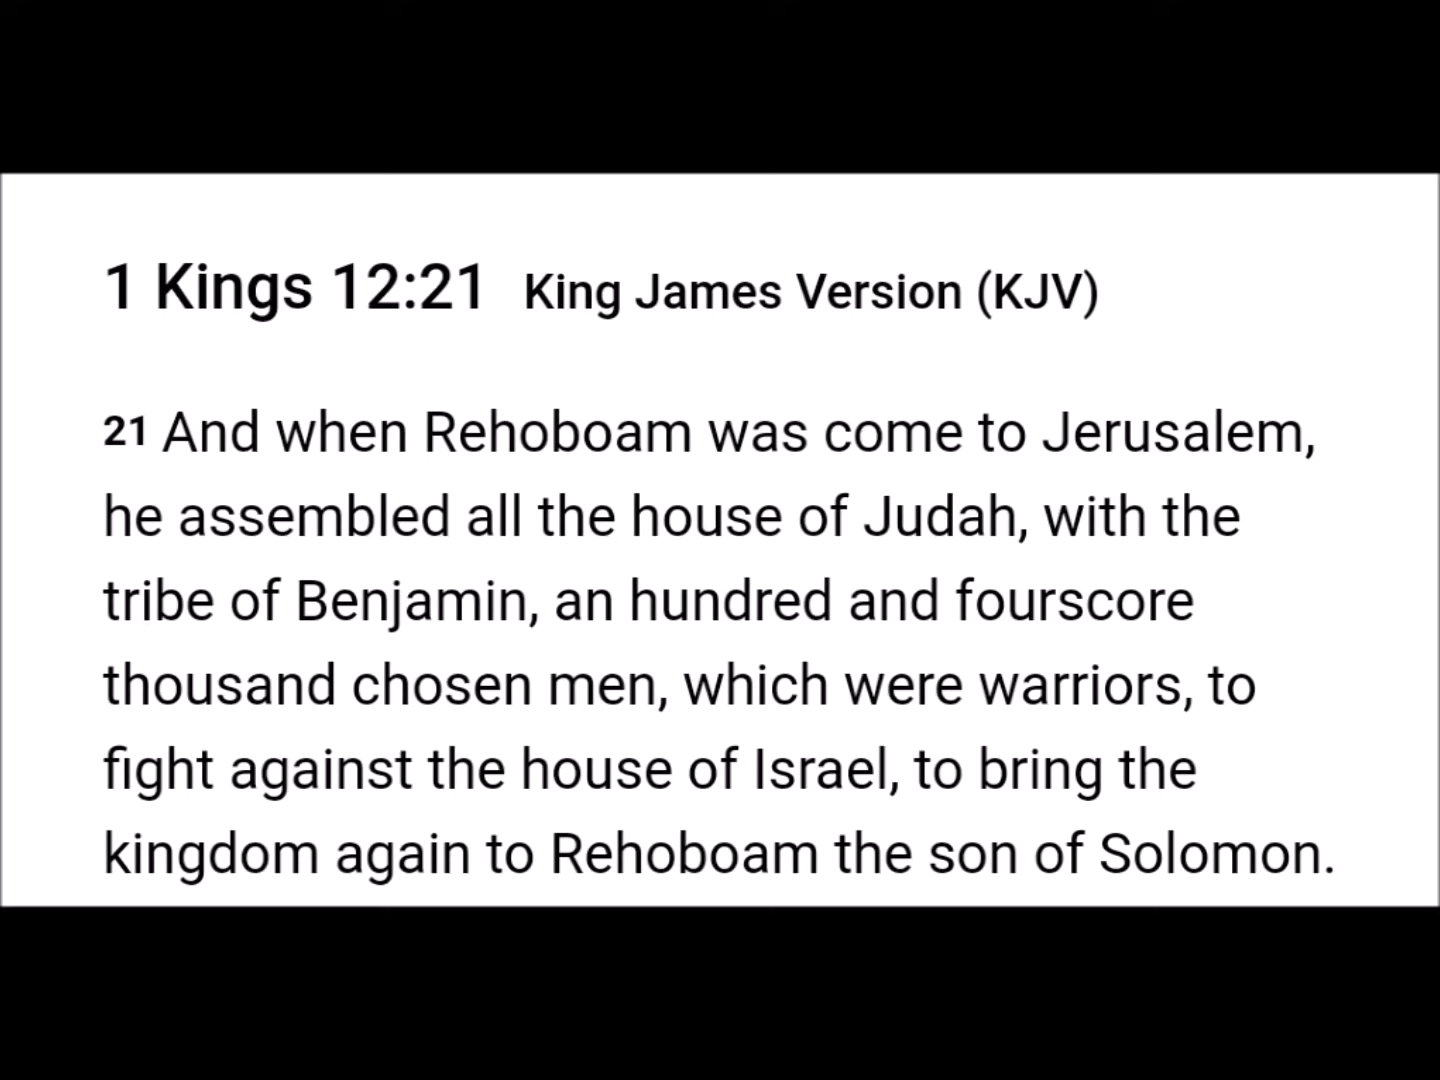 1 Kings 12:21 King James Version (KJV)
21 And when Rehoboam was come to Jerusalem,
he assembled all the house of Judah, with the
tribe of Benjamin, an hundred and fourscore
thousand chosen men, which were warriors, to
fight against the house of Israel, to bring the
kingdom again to Rehoboam the son of Solomon.